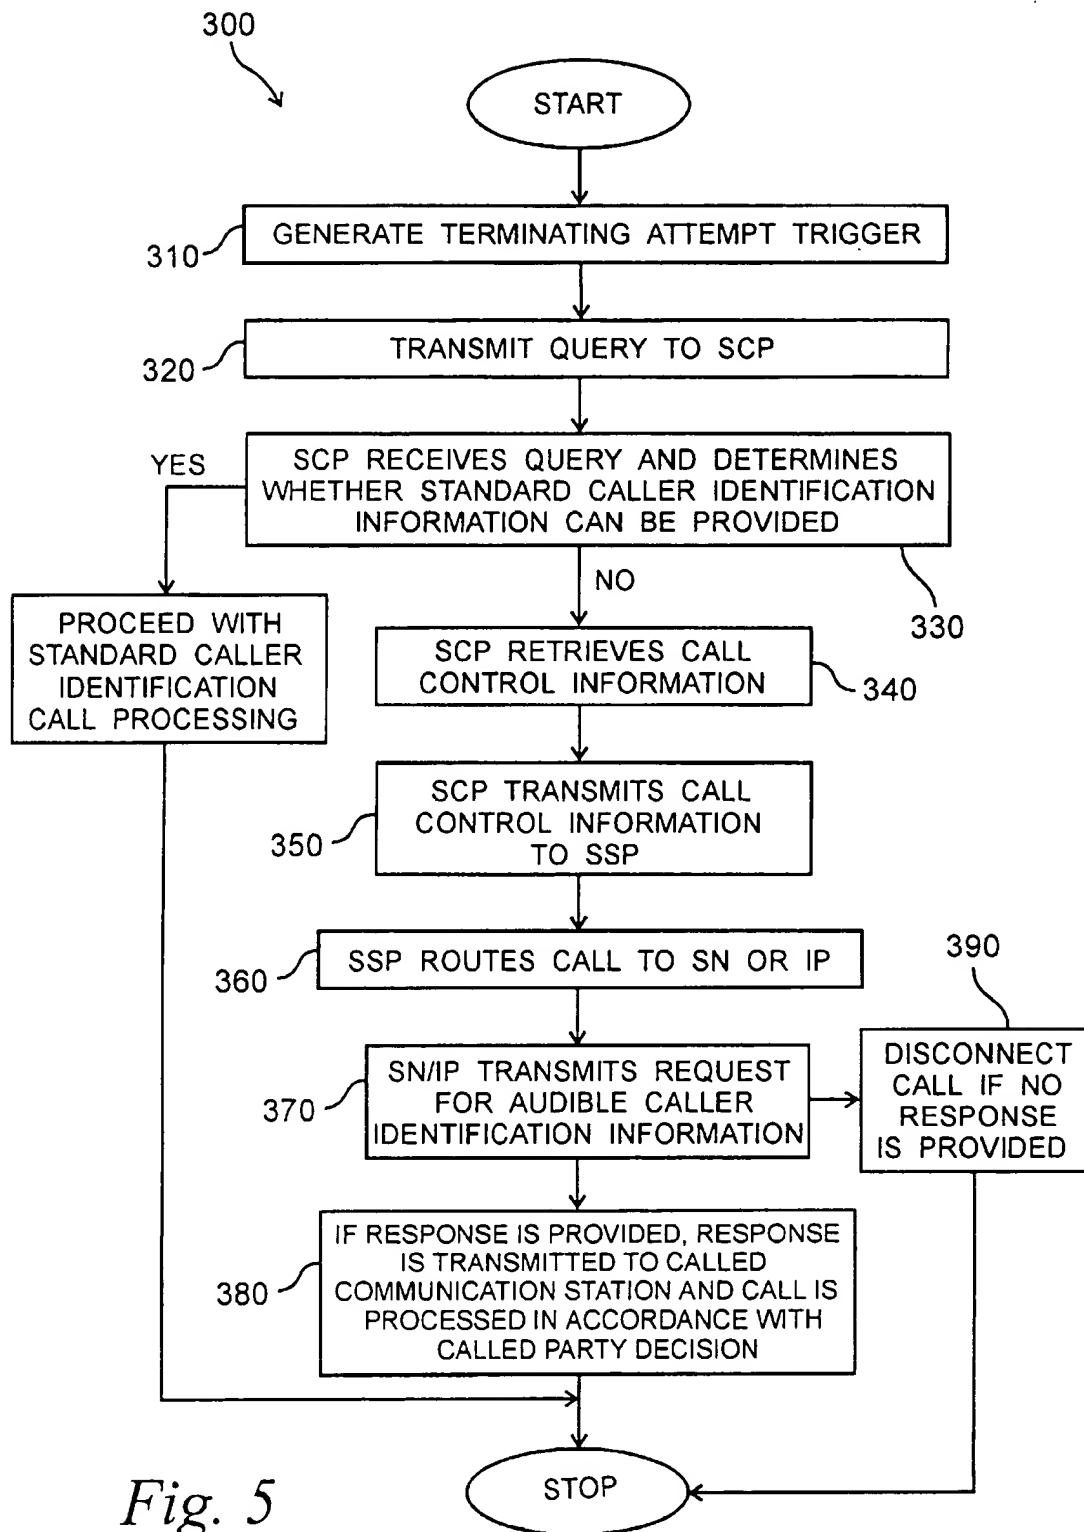 300
START
GENERATE TERMINATING ATTEMPT TRIGGER
310
TRANSMIT QUERY TO SCP
320
SCP RECEIVES QUERY AND DETERMINES
WHETHER STANDARD CALLER IDENTIFICATION
INFORMATION CAN BE PROVIDED
330
YES
NO
PROCEED WITH
STANDARD CALLER
IDENTIFICATION
CALL PROCESSING
SCP RETRIEVES CALL
CONTROL INFORMATION
340
SCP TRANSMITS CALL
CONTROL INFORMATION
TO SSP
350
SSP ROUTES CALL TO SN OR IP
360
390
SN/IP TRANSMITS REQUEST
FOR AUDIBLE CALLER
IDENTIFICATION INFORMATION
370
DISCONNECT
CALL IF NO
RESPONSE
IS PROVIDED
IF RESPONSE IS PROVIDED, RESPONSE
IS TRANSMITTED TO CALLED
COMMUNICATION STATION AND CALL IS
PROCESSED IN ACCORDANCE WITH
CALLED PARTY DECISION
380
STOP
Fig. 5